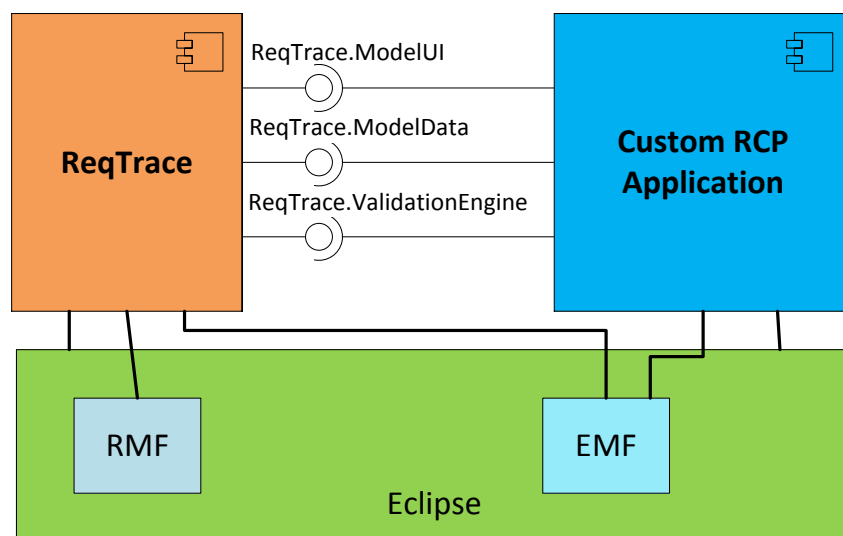 ReqTrace.ModelUI
ReqTrace.ModelData
ReqTrace.ValidationEngine
ReqTrace
Custom RCP
Application
RMF
EMF
Eclipse